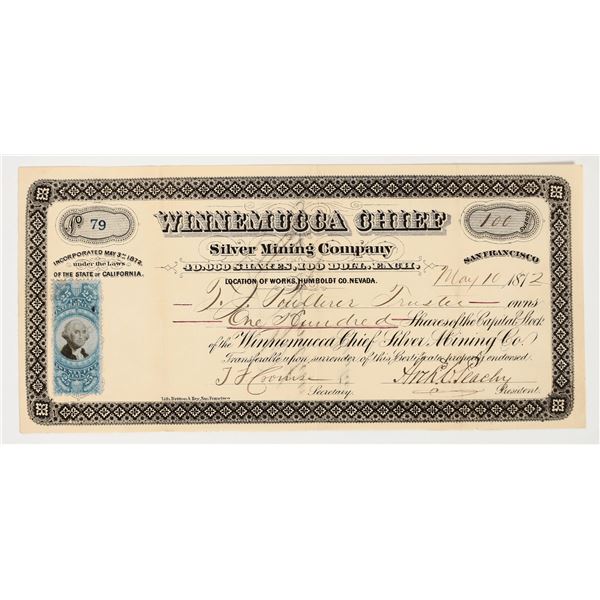 No 79
WINNEMUCCA CHIEF
100 SHARES
Silver Mining Company
40.000 SHARES, 100 DOLL. EACH.
INCORPORATED MAY 3RD 1872.
under the Laws
OF THE STATE OF CALIFORNIA.
LOCATION OF WORKS, HUMBOLDT CO. NEVADA.
SAN FRANCISCO
May 10 1872
Trustee owns
One Hundred Shares of the Capital Stock
of the "Winnemucca Chief" Silver Mining Co.
Transferable upon surrender of this Certificate properly endorsed.
Secretary.
President.